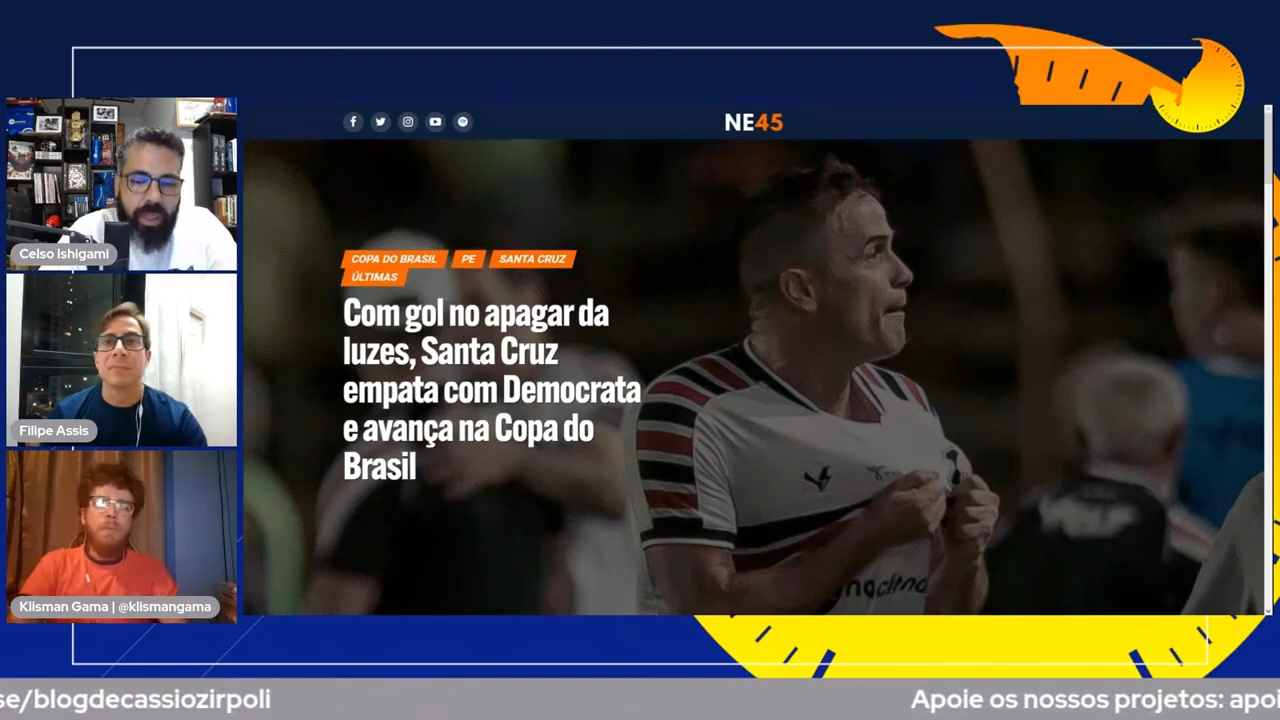 NE45
Celso Ishigami
COPA DO BRASIL PE SANTA CRUZ
ÚLTIMAS
Com gol no apagar da
luzes, Santa Cruz
empata com Democrata
e avança na Copa do
Brasil
Filipe Assis
Klisman Gama | @klismangama
se/blogdecassiozirpoli
Apoie os nossos projetos: apoi